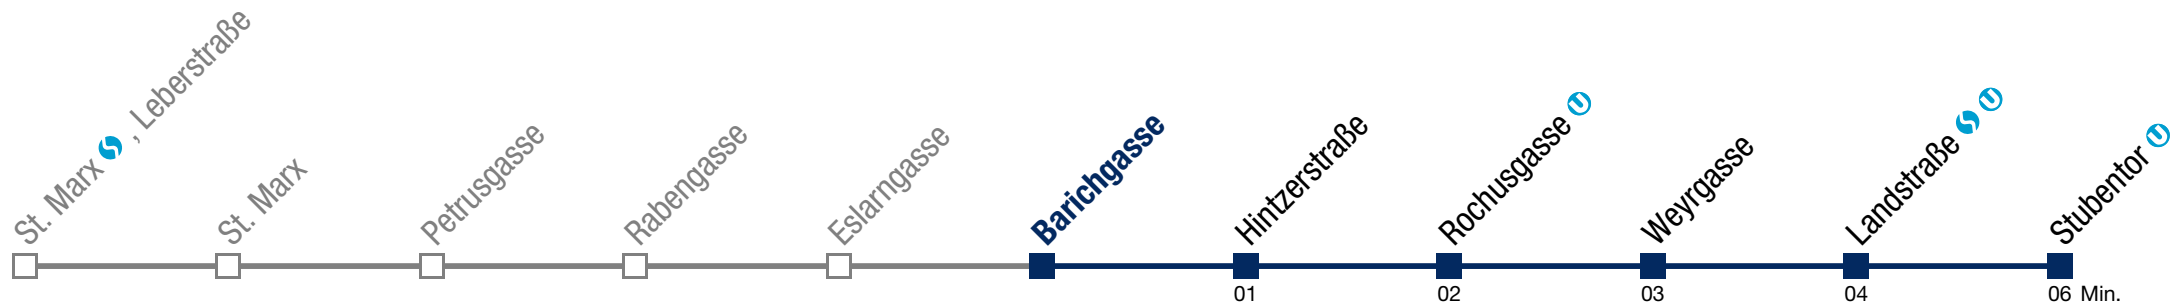 St. Marx S, Leberstraße
St. Marx
Petrusgasse
Rabengasse
Eslarngasse
Barichgasse
Hintzerstraße
Rochusgasse U
Weyrgasse
Landstraße S U
Stubentor U
01 02 03 04 06 Min.